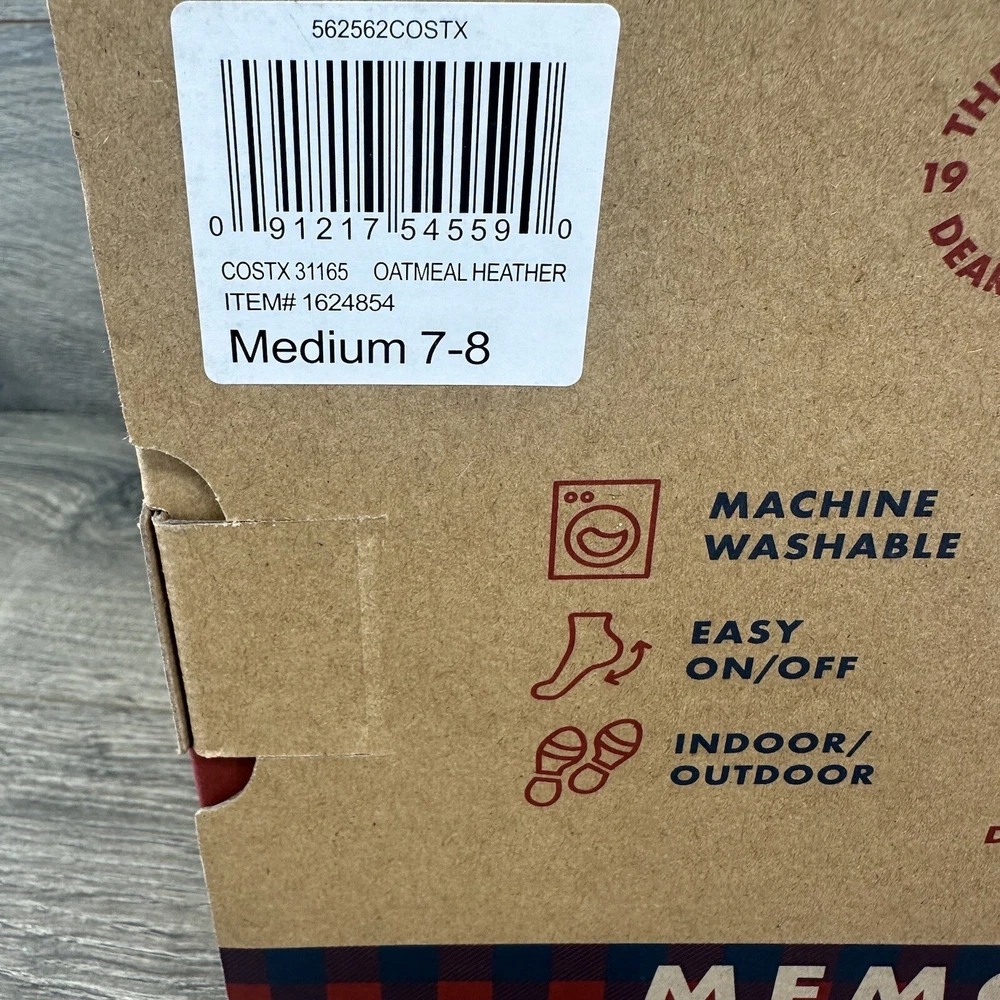 562562COSTX
0 91217 54559 0
COSTX 31165 OATMEAL HEATHER
ITEM# 1624854
Medium 7-8
19
MACHINE
WASHABLE
EASY
ON/OFF
INDOOR/
OUTDOOR